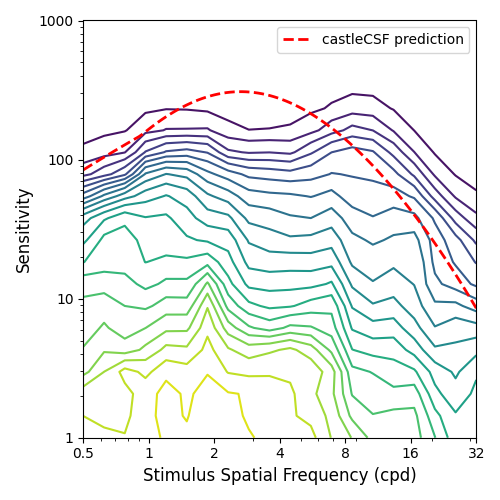 castleCSF prediction
1000
100
10
1
Sensitivity
0.5 1 2 4 8 16 32
Stimulus Spatial Frequency (cpd)